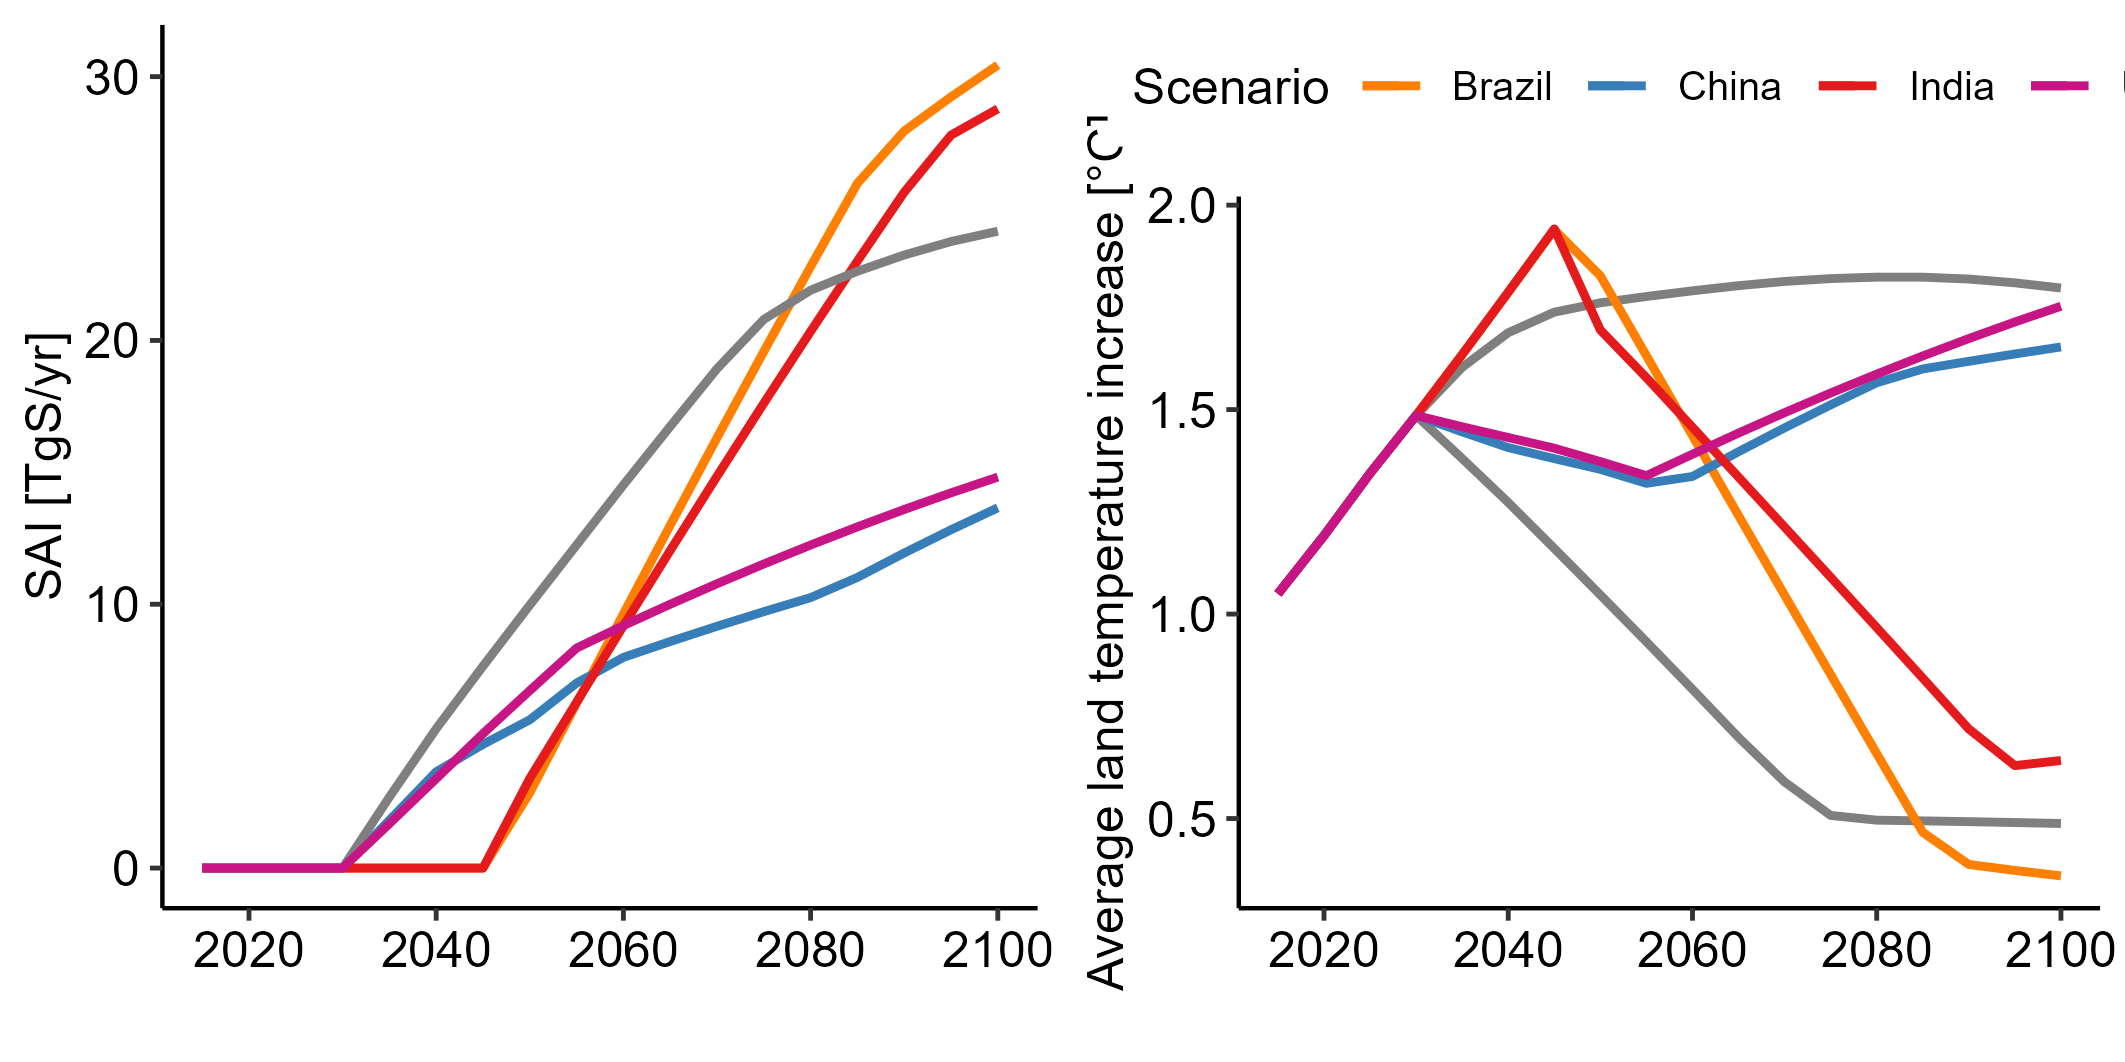 SAI [TgS/yr]
30
20
10
0
2020 2040 2060 2080 2100
Scenario Brazil China India
Average land temperature increase [°C]
2.0
1.5
1.0
0.5
2020 2040 2060 2080 2100